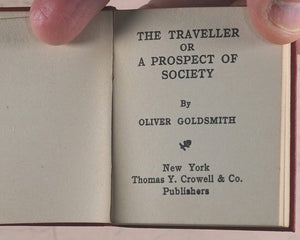 THE TRAVELLER
OR
A PROSPECT OF
SOCIETY
By
OLIVER GOLDSMITH
New York
Thomas Y. Crowell & Co.
Publishers